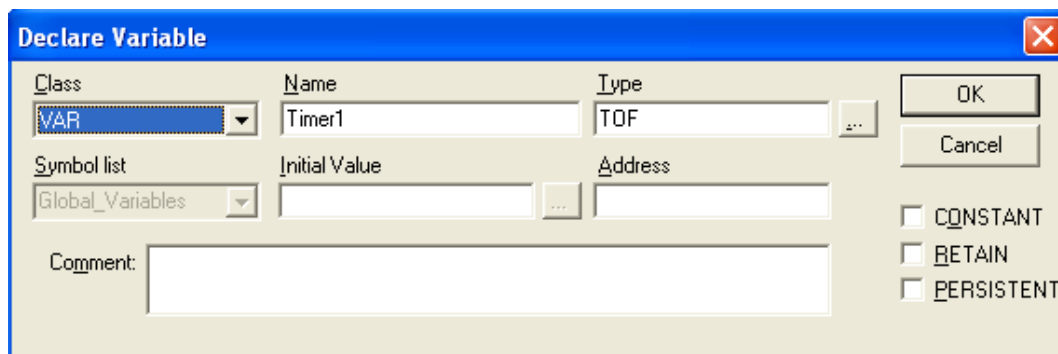 Declare Variable
Class Name Type
VAR Timer1 TOF ... OK
Cancel
Symbol list Initial Value Address
Global_Variables ...
CONSTANT
Comment: RETAIN
PERSISTENT